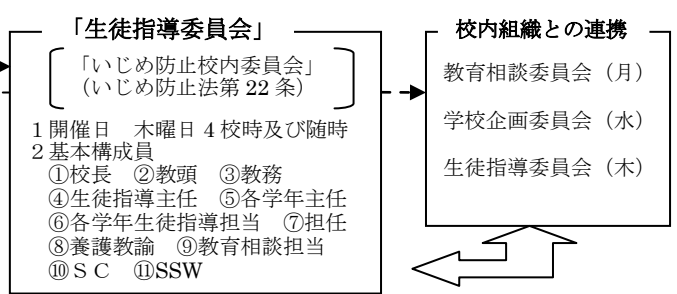 「生徒指導委員会」
「いじめ防止校内委員会」
（いじめ防止法第 22 条）
1 開催日　木曜日 4 校時及び随時
2 基本構成員
①校長　②教頭　③教務
④生徒指導主任　⑤各学年主任
⑥各学年生徒指導担当　⑦担任
⑧養護教諭　⑨教育相談担当
⑩ＳＣ　⑪SSW
校内組織との連携
教育相談委員会（月）
学校企画委員会（水）
生徒指導委員会（木）